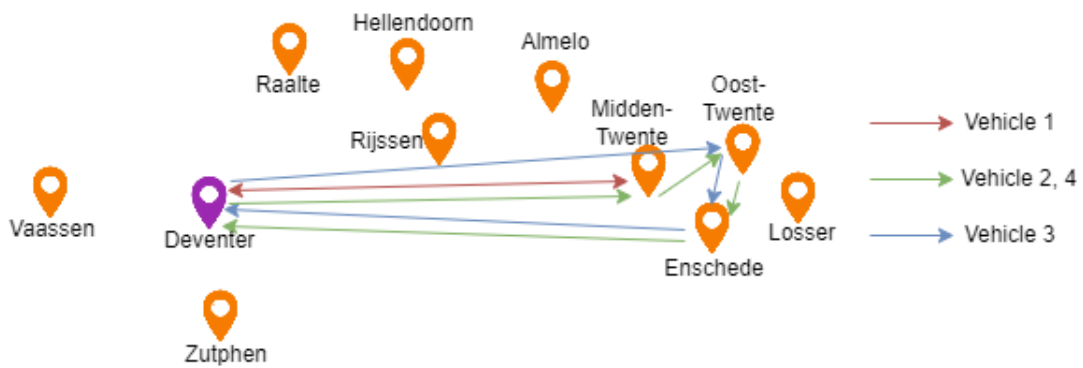 Hellendoorn
Almelo
Raalte
Oost-
Twente
Midden-
Twente
Rijssen
Vehicle 1
Vehicle 2, 4
Vehicle 3
Vaassen
Deventer
Losser
Enschede
Zutphen